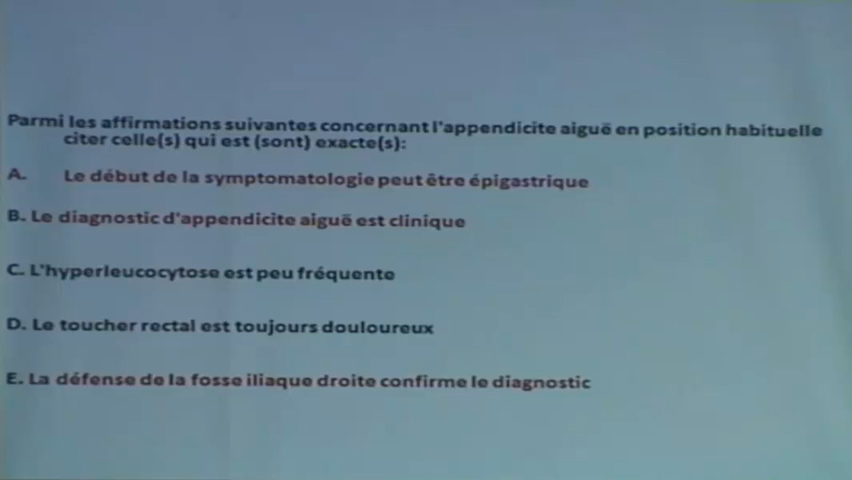 Parmi les affirmations suivantes concernant l'appendicite aiguë en position habituelle
citer celle(s) qui est (sont) exacte(s):
A. Le début de la symptomatologie peut être épigastrique
B. Le diagnostic d'appendicite aiguë est clinique
C. L'hyperleucocytose est peu fréquente
D. Le toucher rectal est toujours douloureux
E. La défense de la fosse iliaque droite confirme le diagnostic